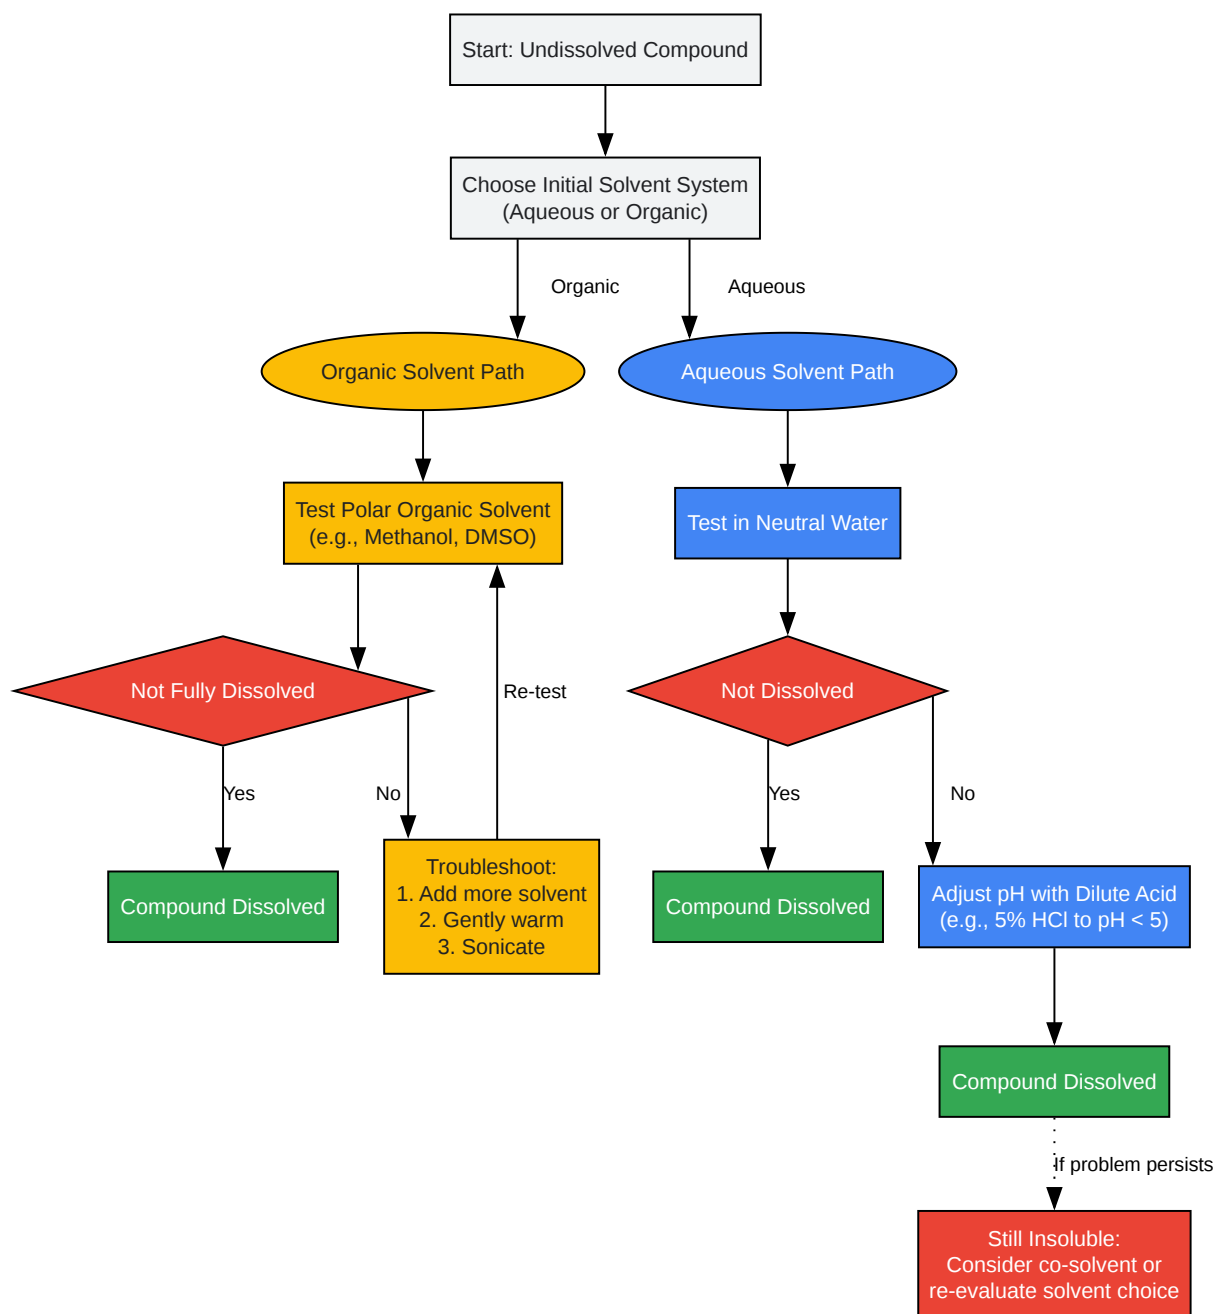 Start: Undissolved Compound
Choose Initial Solvent System
(Aqueous or Organic)
Organic
Aqueous
Organic Solvent Path
Aqueous Solvent Path
Test Polar Organic Solvent
(e.g., Methanol, DMSO)
Test in Neutral Water
Not Fully Dissolved
Re-test
Not Dissolved
Yes
No
Yes
No
Compound Dissolved
Troubleshoot:
1. Add more solvent
2. Gently warm
3. Sonicate
Compound Dissolved
Adjust pH with Dilute Acid
(e.g., 5% HCl to pH < 5)
Compound Dissolved
If problem persists
Still Insoluble:
Consider co-solvent or
re-evaluate solvent choice